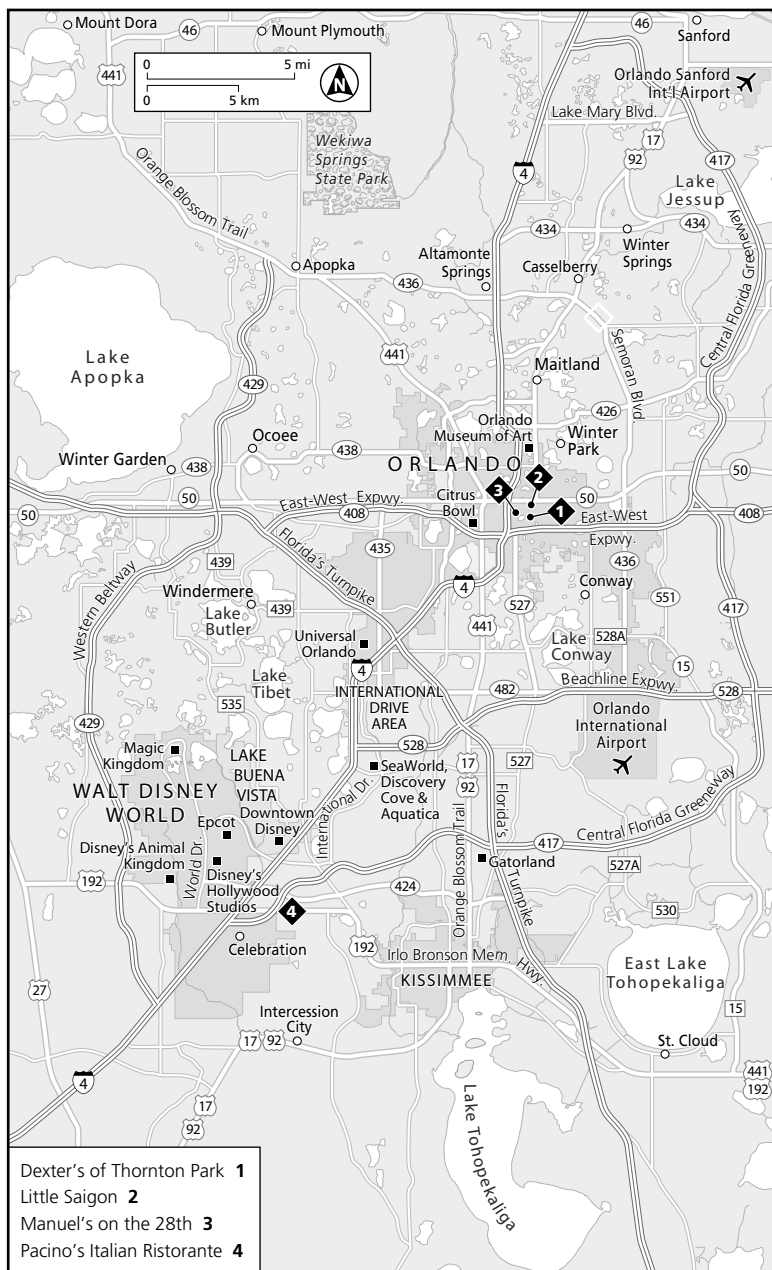 Mount Dora
46
Mount Plymouth
46
Sanford
441
0 5 mi
0 5 km
N
Orlando Sanford
Int'l Airport
Lake Mary Blvd.
17
92
417
4
Wekiwa
Springs
State Park
Orange Blossom Trail
Lake
Jessup
434
434
Winter
Springs
Altamonte
Springs
Casselberry
Apopka
436
Central Florida Greeneway
441
Semoran Blvd.
Lake
Apopka
429
Maitland
426
Orlando
Museum of Art
Winter
Park
Ocoee
438
Winter Garden
438
ORLANDO
50
3
2
1
50
50
50
East-West Expwy.
408
Citrus
Bowl
East-West
Expwy.
408
435
436
439
Florida's Turnpike
Western Beltway
Windermere
439
Lake
Butler
4
527
441
Conway
551
417
Universal
Orlando
Lake
Conway
528A
15
Lake
Tibet
4
INTERNATIONAL
DRIVE
AREA
482
Beachline Expwy.
528
535
429
Orlando
International
Airport
Magic
Kingdom
LAKE
BUENA
VISTA
528
527
SeaWorld,
Discovery
Cove &
Aquatica
17
92
WALT DISNEY
WORLD
Downtown
Disney
International Dr.
Epcot
Florida's
Turnpike
Orange Blossom Trail
Central Florida Greeneway
417
Disney's Animal
Kingdom
World Dr.
Disney's
Hollywood
Studios
Gatorland
527A
192
424
530
4
Celebration
192
Irlo Bronson Mem. Hwy.
KISSIMMEE
East Lake
Tohopekaliga
27
Intercession
City
17 92
15
St. Cloud
4
441
192
17
92
Lake Tohopekaliga
Dexter's of Thornton Park 1
Little Saigon 2
Manuel's on the 28th 3
Pacino's Italian Ristorante 4